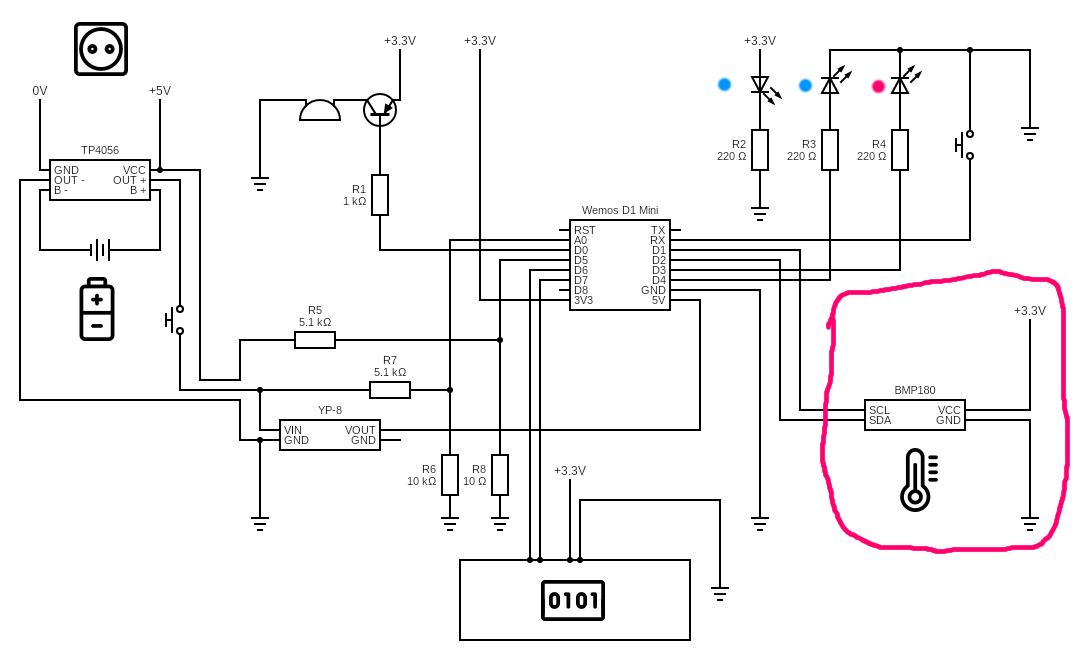 +3.3V
+3.3V
+3.3V
0V
+5V
TP4056
GND
OUT -
B -
VCC
OUT +
B +
R1
1 kΩ
R2
220 Ω
R3
220 Ω
R4
220 Ω
Wemos D1 Mini
RST
A0
D0
D5
D6
D7
D8
3V3
TX
RX
D1
D2
D3
D4
GND
5V
R5
5.1 kΩ
R7
5.1 kΩ
YP-8
VIN
GND
VOUT
GND
R6
10 kΩ
R8
10 Ω
+3.3V
+3.3V
BMP180
SCL
SDA
VCC
GND
0101